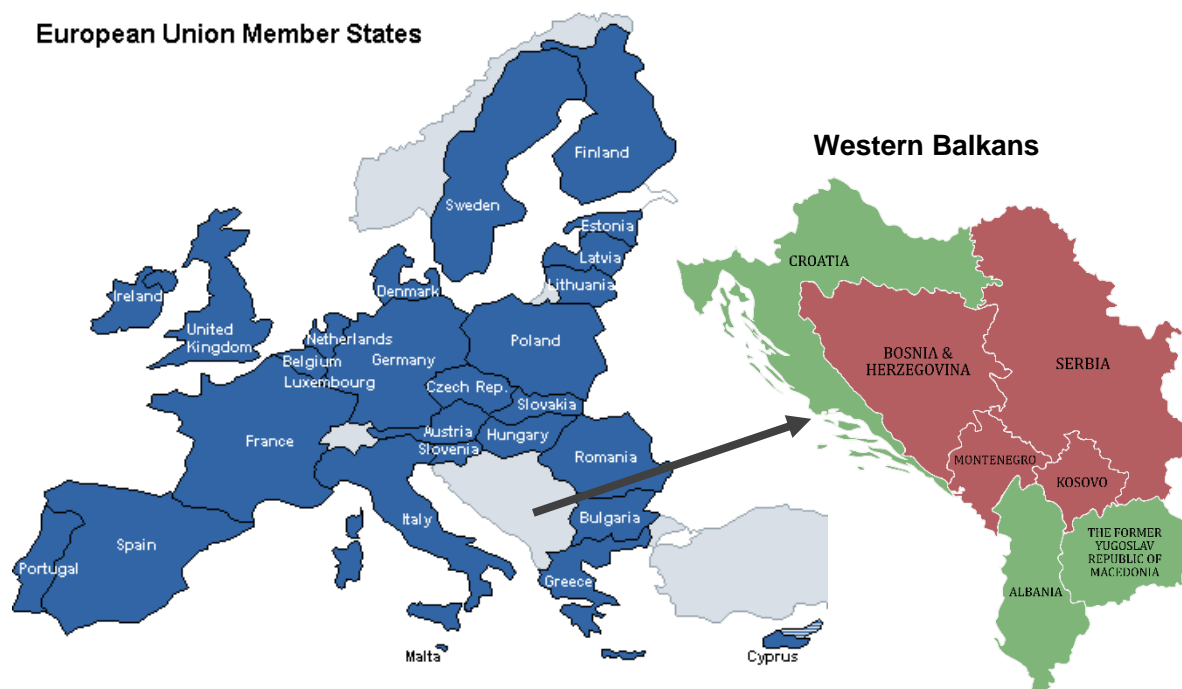 European Union Member States
Finland
Sweden
Estonia
Latvia
Lithuania
Denmark
Ireland
United
Kingdom
Netherlands
Belgium
Germany
Luxembourg
Poland
Czech Rep.
Slovakia
France
Austria
Hungary
Slovenia
Romania
Italy
Bulgaria
Spain
Portugal
Greece
Malta
Cyprus
Western Balkans
CROATIA
BOSNIA &
HERZEGOVINA
SERBIA
MONTENEGRO
KOSOVO
THE FORMER
YUGOSLAV
REPUBLIC OF
MACEDONIA
ALBANIA